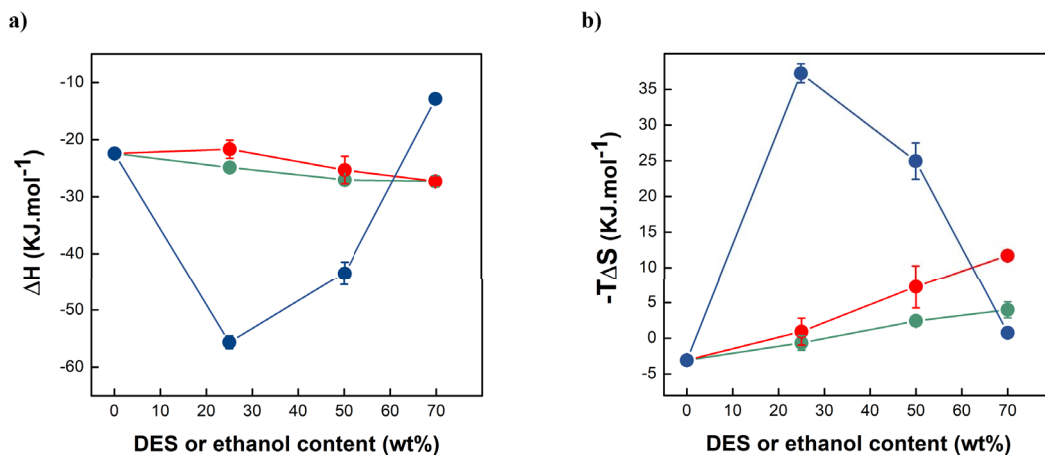 a)
b)
ΔH (KJ.mol⁻¹)
-10
-20
-30
-40
-50
-60
0 10 20 30 40 50 60 70
DES or ethanol content (wt%)
-TΔS (KJ.mol⁻¹)
35
30
25
20
15
10
5
0
-5
0 10 20 30 40 50 60 70
DES or ethanol content (wt%)